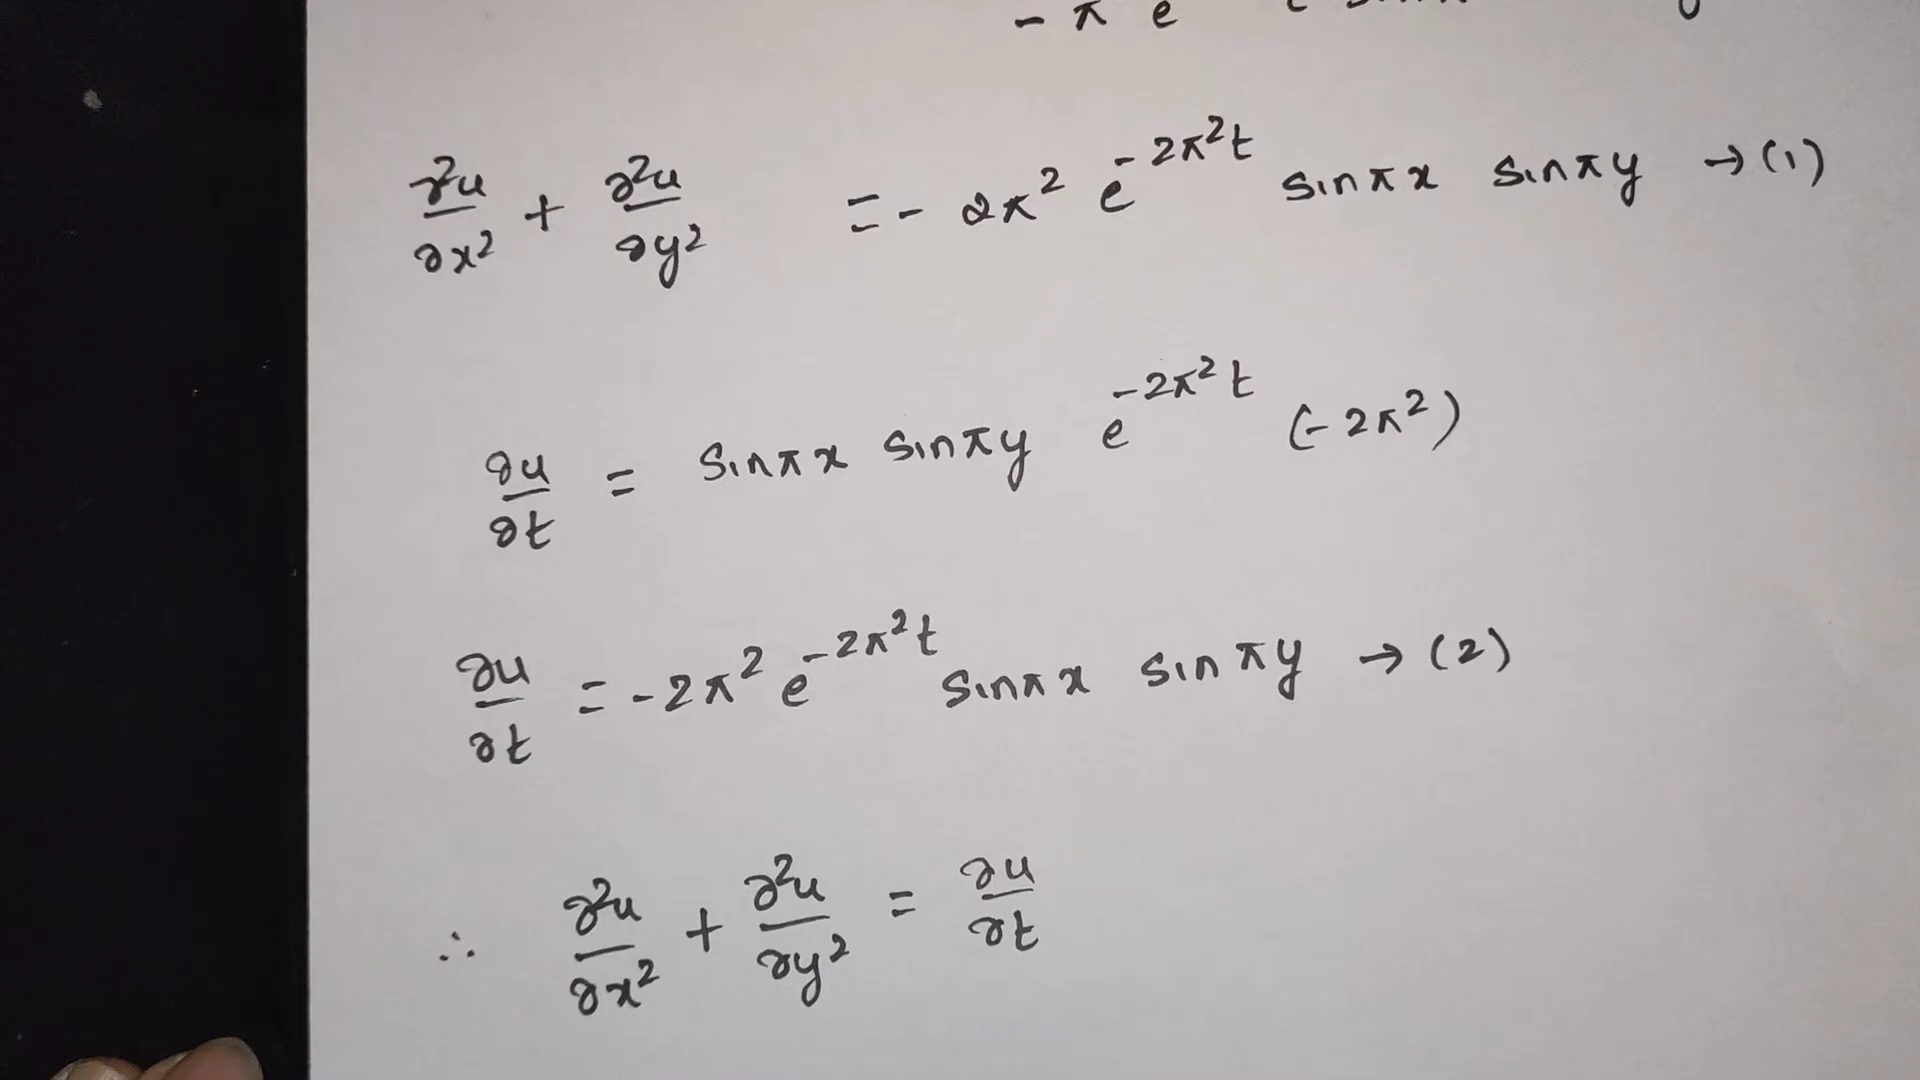 - π e
∂²u/∂x² + ∂²u/∂y² = - 2π² e^(-2π²t) sinπx sinπy → (1)
∂u/∂t = sinπx sinπy e^(-2π²t) (-2π²)
∂u/∂t = -2π² e^(-2π²t) sinπx sinπy → (2)
∴ ∂²u/∂x² + ∂²u/∂y² = ∂u/∂t